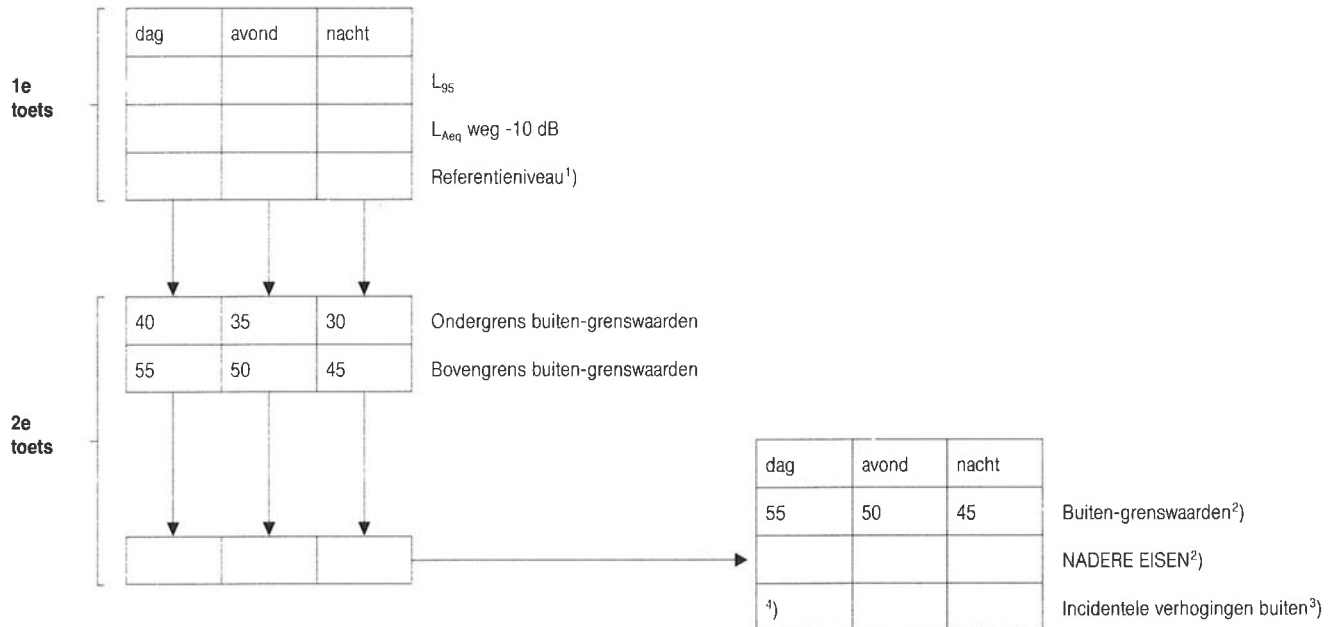 dag avond nacht
1e
toets
L95
LAeq weg -10 dB
Referentieniveau¹)
40 35 30 Ondergrens buiten-grenswaarden
55 50 45 Bovengrens buiten-grenswaarden
2e
toets
dag avond nacht
55 50 45 Buiten-grenswaarden²)
NADERE EISEN²)
⁴) Incidentele verhogingen buiten³)